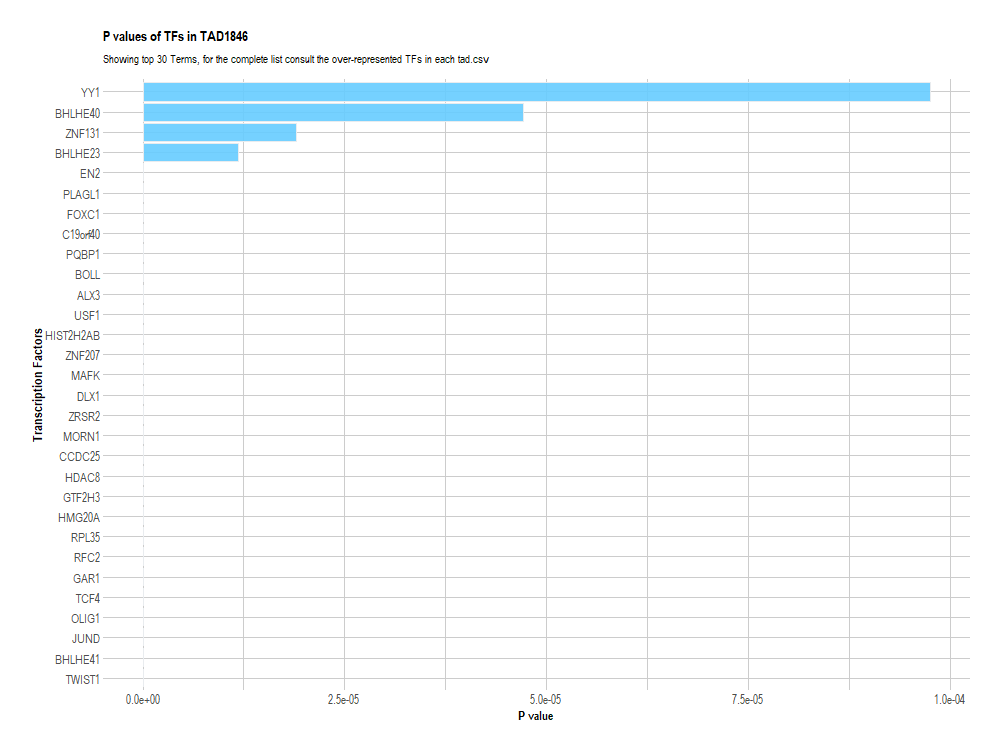 P values of TFs in TAD1846
Showing top 30 Terms, for the complete list consult the over-represented TFs in each tad.csv
YY1
BHLHE40
ZNF131
BHLHE23
EN2
PLAGL1
FOXC1
C19orf40
PQBP1
BOLL
ALX3
USF1
HIST2H2AB
ZNF207
MAFK
DLX1
ZRSR2
MORN1
CCDC25
HDAC8
GTF2H3
HMG20A
RPL35
RFC2
GAR1
TCF4
OLIG1
JUND
BHLHE41
TWIST1
Transcription Factors
0.0e+00 2.5e-05 5.0e-05 7.5e-05 1.0e-04
P value